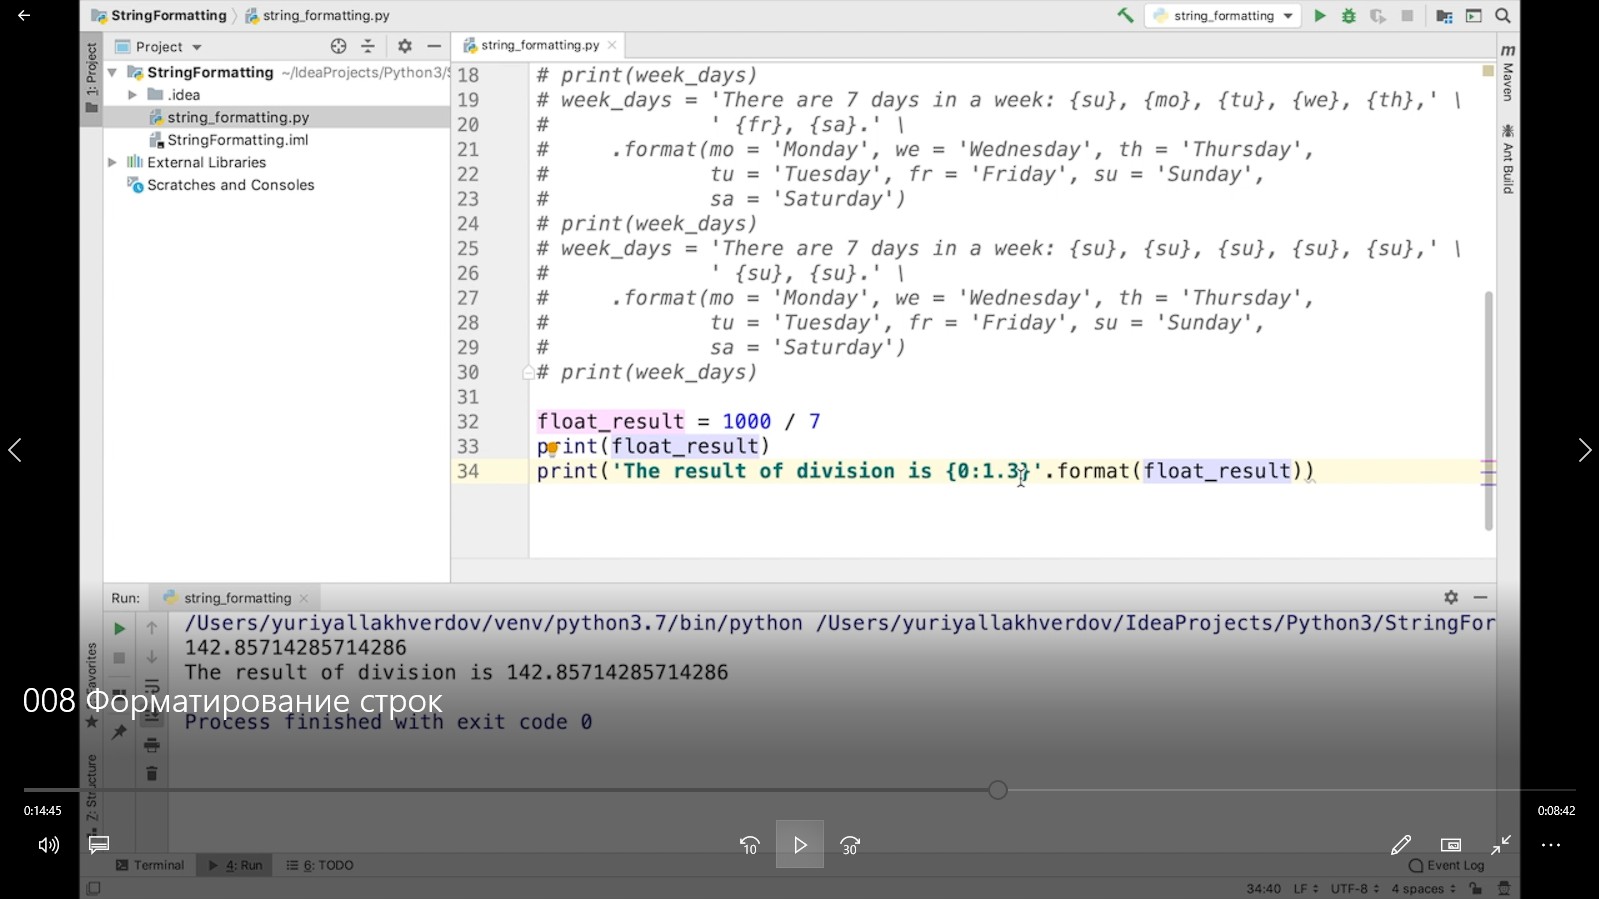 StringFormatting
string_formatting.py
string_formatting
1: Project
Project
string_formatting.py
StringFormatting ~/IdeaProjects/Python3/S
.idea
string_formatting.py
StringFormatting.iml
External Libraries
Scratches and Consoles
18 # print(week_days)
19 # week_days = 'There are 7 days in a week: {su}, {mo}, {tu}, {we}, {th},' \
20 # ' {fr}, {sa}.' \
21 # .format(mo = 'Monday', we = 'Wednesday', th = 'Thursday',
22 # tu = 'Tuesday', fr = 'Friday', su = 'Sunday',
23 # sa = 'Saturday')
24 # print(week_days)
25 # week_days = 'There are 7 days in a week: {su}, {su}, {su}, {su}, {su},' \
26 # ' {su}, {su}.' \
27 # .format(mo = 'Monday', we = 'Wednesday', th = 'Thursday',
28 # tu = 'Tuesday', fr = 'Friday', su = 'Sunday',
29 # sa = 'Saturday')
30 # print(week_days)
31
32 float_result = 1000 / 7
33 print(float_result)
34 print('The result of division is {0:1.3}'.format(float_result))
m Maven
Ant Build
Run: string_formatting
/Users/yuriyallakhverdov/venv/python3.7/bin/python /Users/yuriyallakhverdov/IdeaProjects/Python3/StringFor
142.85714285714286
The result of division is 142.85714285714286
Process finished with exit code 0
Favorites
Z: Structure
008 Форматирование строк
0:14:45
0:08:42
10
30
Terminal
4: Run
6: TODO
Event Log
34:40 LF UTF-8 4 spaces